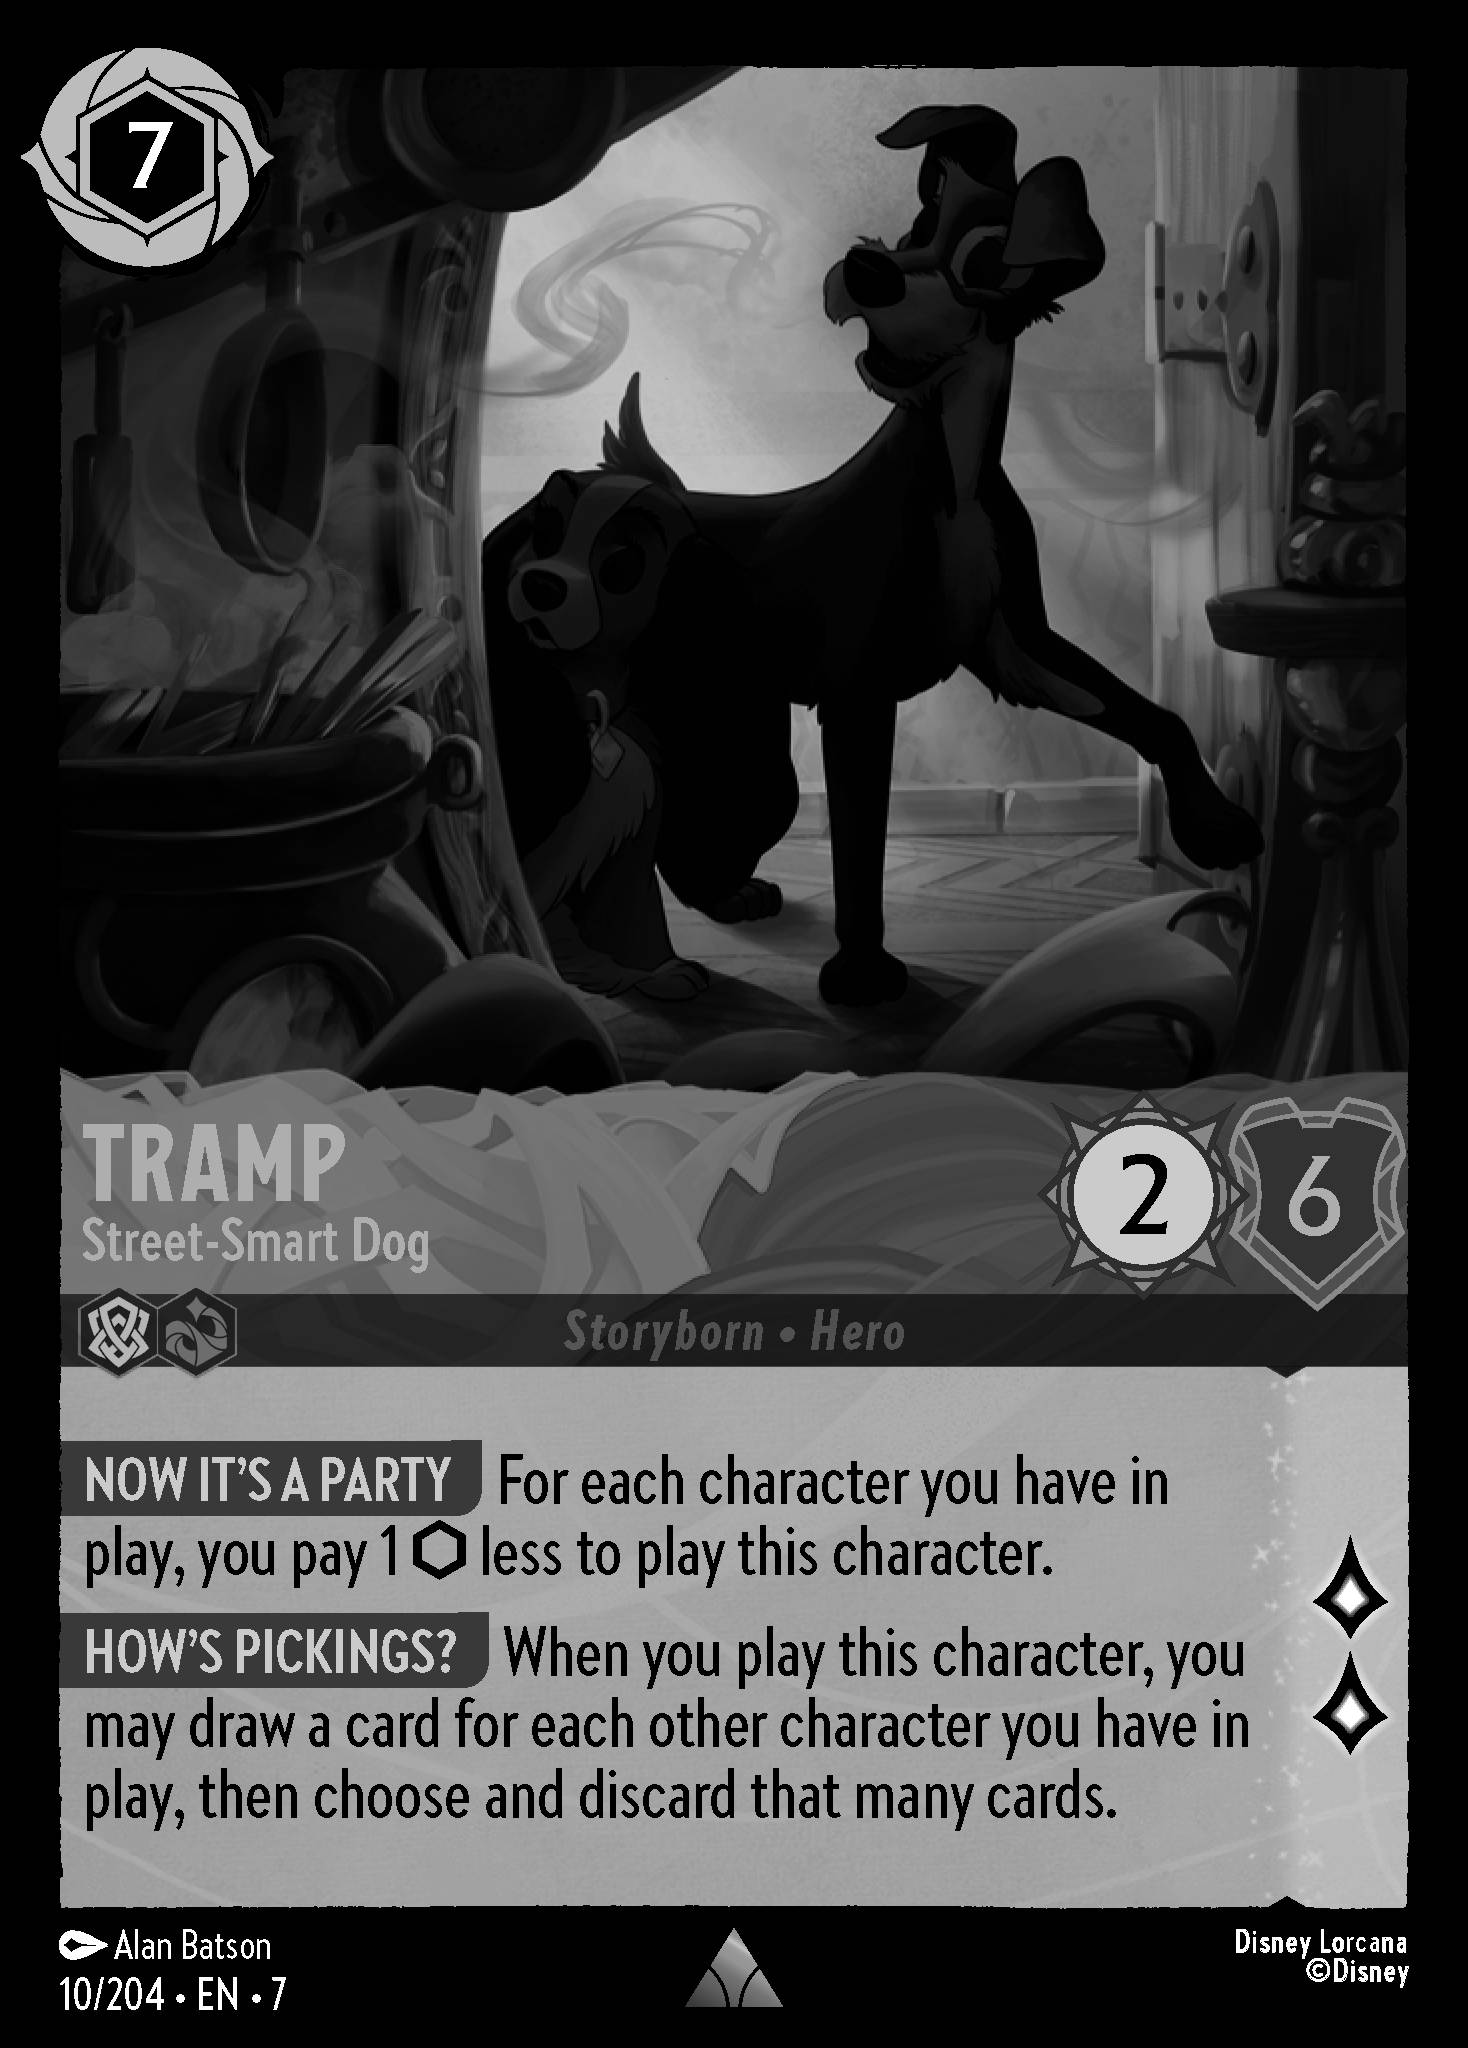 7
TRAMP
Street-Smart Dog
2
6
Storyborn • Hero
NOW IT'S A PARTY For each character you have in
play, you pay 1 less to play this character.
HOW'S PICKINGS? When you play this character, you
may draw a card for each other character you have in
play, then choose and discard that many cards.
Alan Batson
10/204 • EN • 7
Disney Lorcana
©Disney